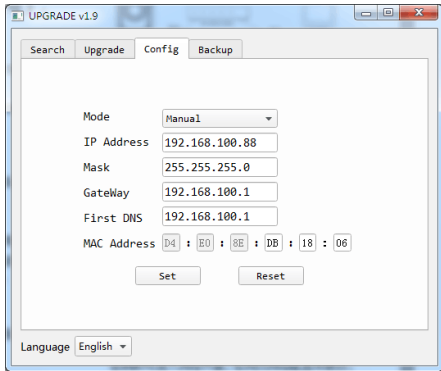 UPGRADE v1.9
Search Upgrade Config Backup
Mode Manual
IP Address 192.168.100.88
Mask 255.255.255.0
GateWay 192.168.100.1
First DNS 192.168.100.1
MAC Address D4 : E0 : 8E : DB : 18 : 06
Set Reset
Language English